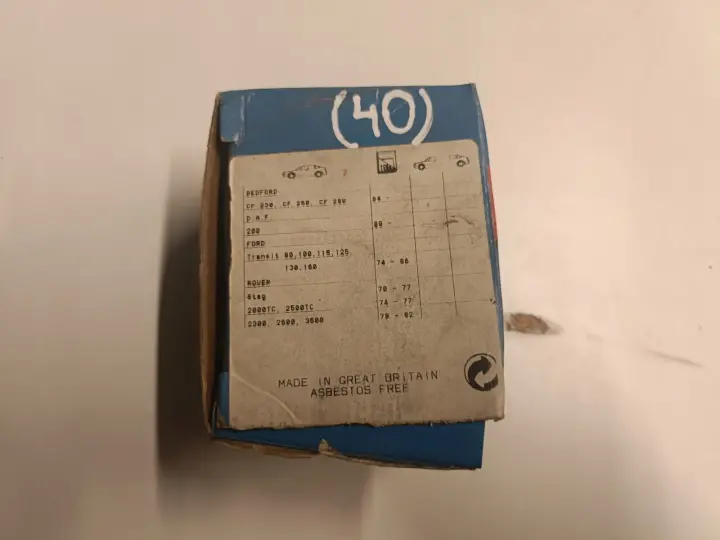 (40)
BEDFORD
CF 230, CF 250, CF 280 84 -
D.A.F
200 89 -
FORD
Transit 80,100,115,125,
130,160 74 - 86
ROVER
Stag 70 - 77
2000TC, 2500TC 74 - 77
2300, 2600, 3500 78 - 82
MADE IN GREAT BRITAIN
ASBESTOS FREE